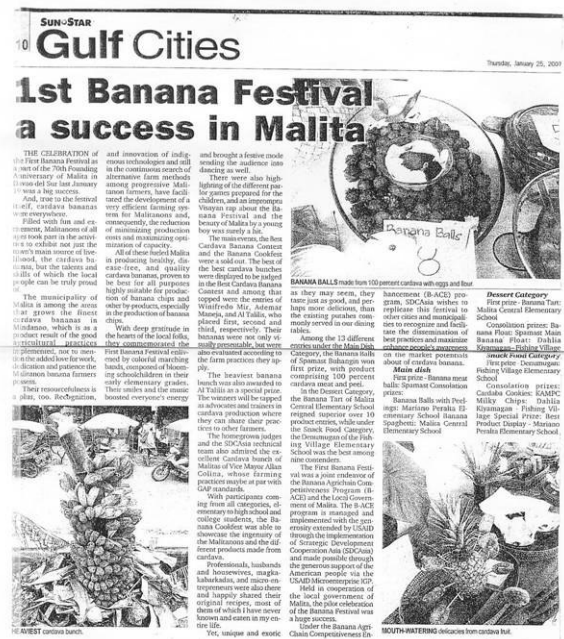 SUN★STAR
10 Gulf Cities
Thursday, January 25, 2007
1st Banana Festival
a success in Malita
THE CELEBRATION of
the First Banana Festival as
part of the 70th Founding
Anniversary of Malita in
Davao del Sur last January
was a big success.
And, true to the festival
itself, cardava bananas
were everywhere.
Filled with fun and ex-
citement, Malitanons of all
ages took part in the activi-
ties to exhibit not just the
town's main source of live-
lihood, the cardava ba-
nanas, but the talents and
skills of which the local
people can be truly proud
The municipality of
Malita is among the areas
that grows the finest
cardava bananas in
Mindanao, which is as a
product result of the good
agricultural practices
implemented, not to men-
tion the added love for work,
dedication and patience the
Malitanon banana farmers
possess.
Their resourcefulness is
a plus, too. Recognition,
and innovation of indig-
enous technologies and still
in the continuous search of
alternative farm methods
among progressive Mali-
tanon farmers, have facili-
tated the development of a
very efficient farming sys-
tem for Malitanons and,
consequently, the reduction
of minimizing production
costs and maximizing opti-
mization of capacity.
All of these fueled Malita
in producing healthy, dis-
ease-free, and quality
cardava bananas, proven to
be best for all purposes
highly suitable for produc-
tion of banana chips and
other by-products, especially
in the production of banana
chips.
With deep gratitude in
the hearts of the local folks,
they commemorated the
First Banana Festival enliv-
ened by colorful marching
bands, composed of bloom-
ing schoolchildren in their
early elementary grades.
Their smiles and the music
boosted everyone's energy
and brought a festive mode
sending the audience into
dancing as well.
There were also high-
lighting of the different par-
lor games prepared for the
children, and an impromptu
Visayan rap about the Ba-
nana Festival and the
beauty of Malita by a young
boy was surely a hit.
The main events, the Best
Cardava Banana Contest
and the Banana Cookfest
were a sold out. The best of
the best cardava bunches
were displayed to be judged
in the Best Cardava Banana
Contest and among that
topped were the entries of
Winifredo Mir, Ademar
Maneja, and Al Talilis, who
placed first, second and
third, respectively. Their
bananas were not only vi-
sually presentable, but were
also evaluated according to
the farm practices they ap-
ply.
The heaviest banana
bunch was also awarded to
Al Talilis as a special prize.
The winners will be tapped
as advocates and trainers in
cardava production where
they can share their prac-
tices to other farmers.
The homegrown judges
and the SDCAsia technical
team also admired the ex-
cellent Cardava bunch of
Malitas of Vice Mayor Allan
Colina, whose farming
practices maybe at par with
GAP standards.
With participants com-
ing from all categories, el-
ementary to high school and
college students, the Ba-
nana Cookfest was able to
showcase the ingenuity of
the Malitanons and the dif-
ferent products made from
cardava.
Professionals, husbands
and housewives, magka-
kabarkadas, and micro-en-
trepreneurs were also there
and happily shared their
original recipes, most of
them of which I have never
known and eaten in my en-
tire life.
Yet, unique and exotic
Banana Balls
BANANA BALLS made from 100 percent cardava with eggs and flour.
as they may seem, they
taste just as good, and per-
haps more delicious, than
the existing putahes com-
monly served in our dining
tables.
Among the 13 different
entries under the Main Dish
Category, the Banana Balls
of Spamast Babangin won
first prize, with product
comprising 100 percent
cardava meat and peel.
In the Dessert Category,
the Banana Tart of Malita
Central Elementary School
reigned superior over 10
product entries, while under
the Snack Food Category,
the Desumugan of the Fish-
ing Village Elementary
School was the best among
nine contenders.
The First Banana Festi-
val was a joint endeavor of
the Banana Agrichain Com-
petitiveness Program (B-
ACE) and the Local Govern-
ment of Malita. The B-ACE
program is managed and
implemented with the gen-
erosity extended by USAID
through the implementation
of Strategic Development
Cooperation Asia (SDCAsia)
and made possible through
the generous support of the
American people via the
USAID Microenterprise IGP.
Held in cooperation of
the local government of
Malita, the pilot celebration
of the Banana Festival was
a huge success.
Under the Banana Agri-
Chain Competitiveness En-
hancement (B-ACE) pro-
gram, SDCAsia wishes to
replicate this festival to
other cities and municipali-
ties to recognize and facili-
tate the dissemination of
best practices and maximize
enhance people's awareness
on the market potentials
about of cardava banana.
Main dish
First prize - Banana meat
balls: Spamast Consolation
prizes:
Banana Balls with Peel-
ings: Mariano Peralta El-
ementary School Banana
Spaghetti: Malita Central
Elementary School
Dessert Category
First prize - Banana Tart:
Malita Central Elementary
School
Consolation prizes: Ba-
nana Float: Spamast Main
Banana Float: Dahlia
Kiyamagan - Fishing Village
Snack Food Category
First prize - Desumugan:
Fishing Village Elementary
School
Consolation prizes:
Cardaba Cookies: KAMPC
Milky Chips: Dahlia
Kiyamagan - Fishing Vil-
lage Special Prize: Best
Product Display - Mariano
Peralta Elementary School
HEAVIEST cardava bunch.
MOUTH-WATERING delicacies from cardava fruit.